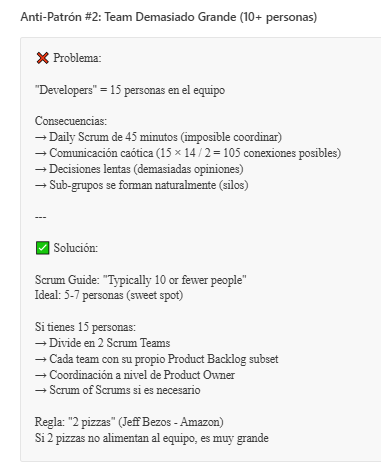 Anti-Patrón #2: Team Demasiado Grande (10+ personas)
❌ Problema:
"Developers" = 15 personas en el equipo
Consecuencias:
→ Daily Scrum de 45 minutos (imposible coordinar)
→ Comunicación caótica (15 × 14 / 2 = 105 conexiones posibles)
→ Decisiones lentas (demasiadas opiniones)
→ Sub-grupos se forman naturalmente (silos)
---
✅ Solución:
Scrum Guide: "Typically 10 or fewer people"
Ideal: 5-7 personas (sweet spot)
Si tienes 15 personas:
→ Divide en 2 Scrum Teams
→ Cada team con su propio Product Backlog subset
→ Coordinación a nivel de Product Owner
→ Scrum of Scrums si es necesario
Regla: "2 pizzas" (Jeff Bezos - Amazon)
Si 2 pizzas no alimentan al equipo, es muy grande